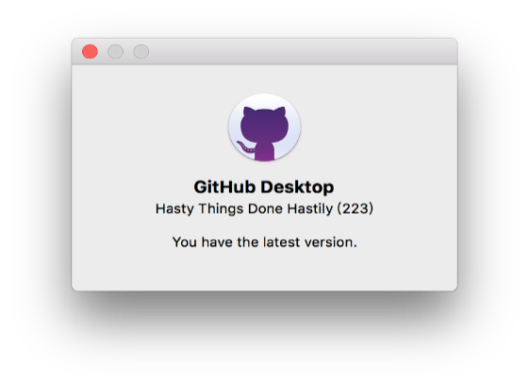 GitHub Desktop
Hasty Things Done Hastily (223)
You have the latest version.